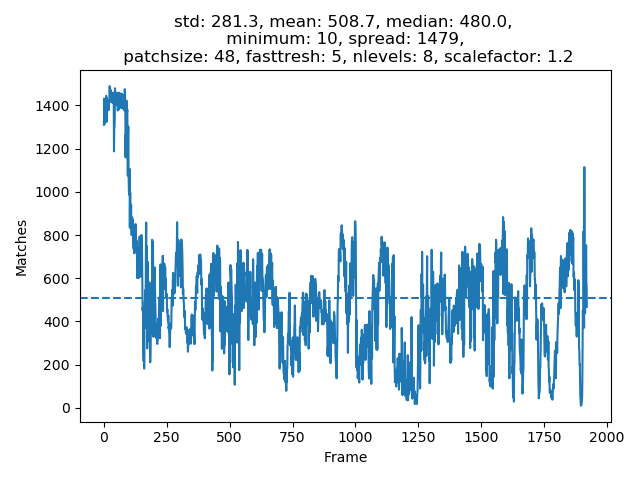 std: 281.3, mean: 508.7, median: 480.0,
minimum: 10, spread: 1479,
patchsize: 48, fasttresh: 5, nlevels: 8, scalefactor: 1.2
1400
1200
1000
800
600
400
200
0
Matches
0 250 500 750 1000 1250 1500 1750 2000
Frame